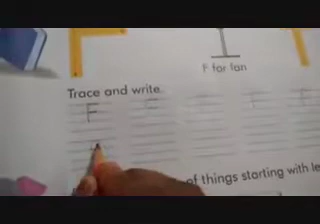 F for fan
Trace and write.
F
of things starting with le